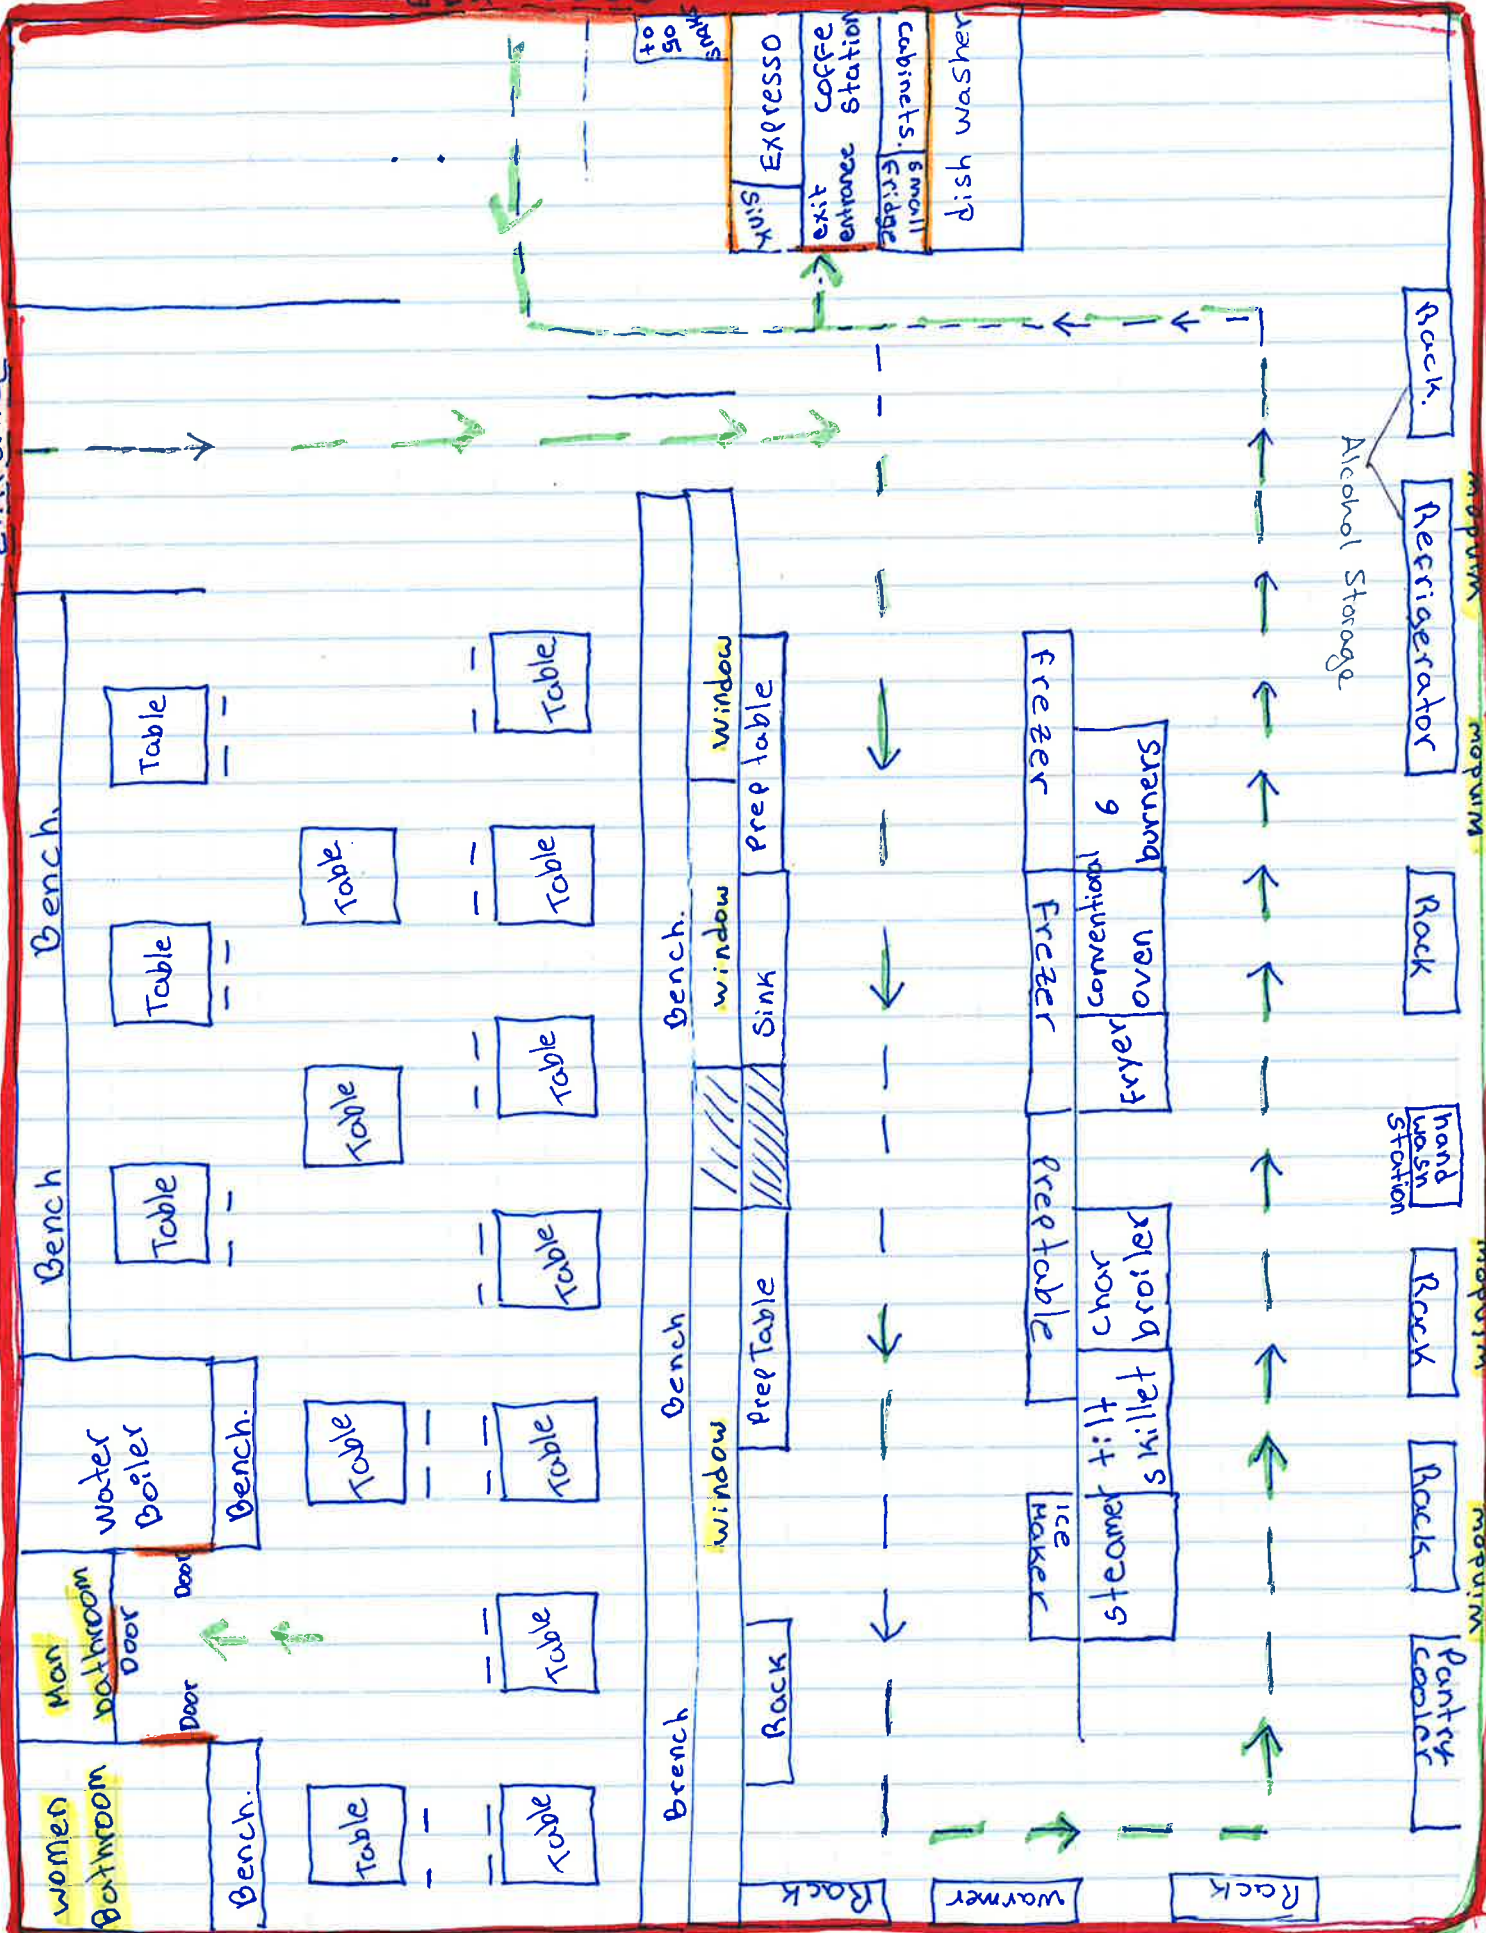 Entrance
to
go
snaks
Sink
Expresso
exit
entrance
coffe
station
cabinets.
small
fridge
dish washer
Rack.
Refrigerator
Alcohol Storage
window
window
Rack
hand
wash
station
Rack
window
Rack
window
Pantry
cooler
Bench
Bench.
Table
Table
Table
Table
Table
Table
Table
Table
Table
Table
Table
Table
Table
Table
Water
Boiler
Bench.
Man
bathroom
Door
Door
Door
women
Bathroom
Bench.
Brench
Bench
Bench.
window
window
window
Rack
Prep Table
Sink
Prep table
Frezer
Frezer
Prep table
ice
Maker
6
burners
conventional
oven
fryer
char
broiler
tilt
skillet
steamer
Rack
warmer
Rack